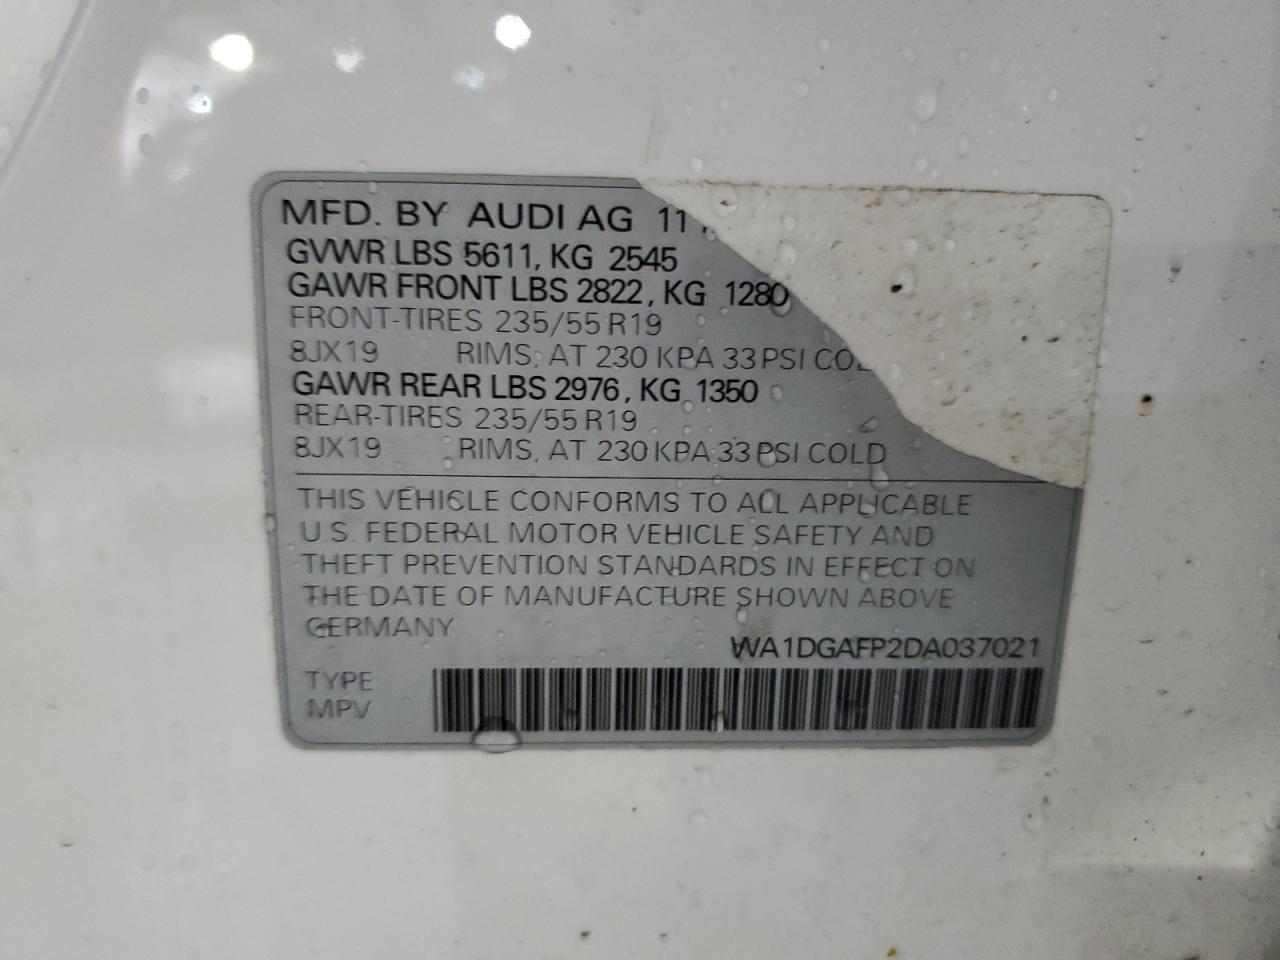 MFD. BY AUDI AG 11
GVWR LBS 5611, KG 2545
GAWR FRONT LBS 2822, KG 1280
FRONT-TIRES 235/55 R19
8JX19 RIMS, AT 230 KPA 33 PSI
GAWR REAR LBS 2976, KG 1350
REAR-TIRES 235/55 R19
8JX19 RIMS, AT 230 KPA 33 PSI COLD
THIS VEHICLE CONFORMS TO ALL APPLICABLE
U.S. FEDERAL MOTOR VEHICLE SAFETY AND
THEFT PREVENTION STANDARDS IN EFFECT ON
THE DATE OF MANUFACTURE SHOWN ABOVE
GERMANY
WA1DGAFP2DA037021
TYPE
MPV